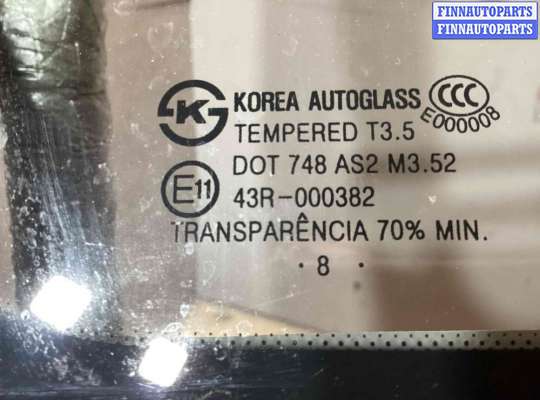 FINNAUTOPARTS
FINNAUTOPARTS
K KOREA AUTOGLASS CCC
E000008
TEMPERED T3.5
DOT 748 AS2 M3.52
E11 43R-000382
TRANSPARÊNCIA 70% MIN.
· 8 ·